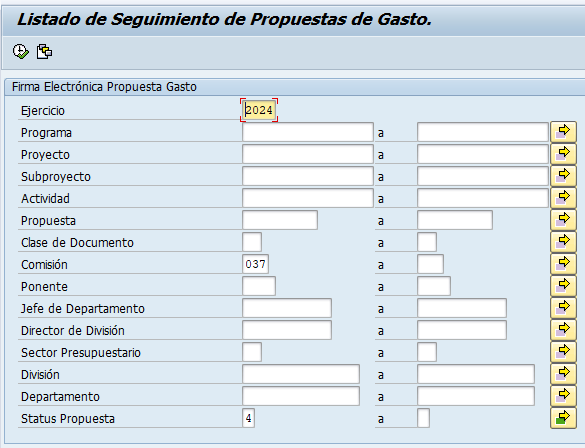 Listado de Seguimiento de Propuestas de Gasto.
Firma Electrónica Propuesta Gasto
Ejercicio 2024
Programa a
Proyecto a
Subproyecto a
Actividad a
Propuesta a
Clase de Documento a
Comisión 037 a
Ponente a
Jefe de Departamento a
Director de División a
Sector Presupuestario a
División a
Departamento a
Status Propuesta 4 a